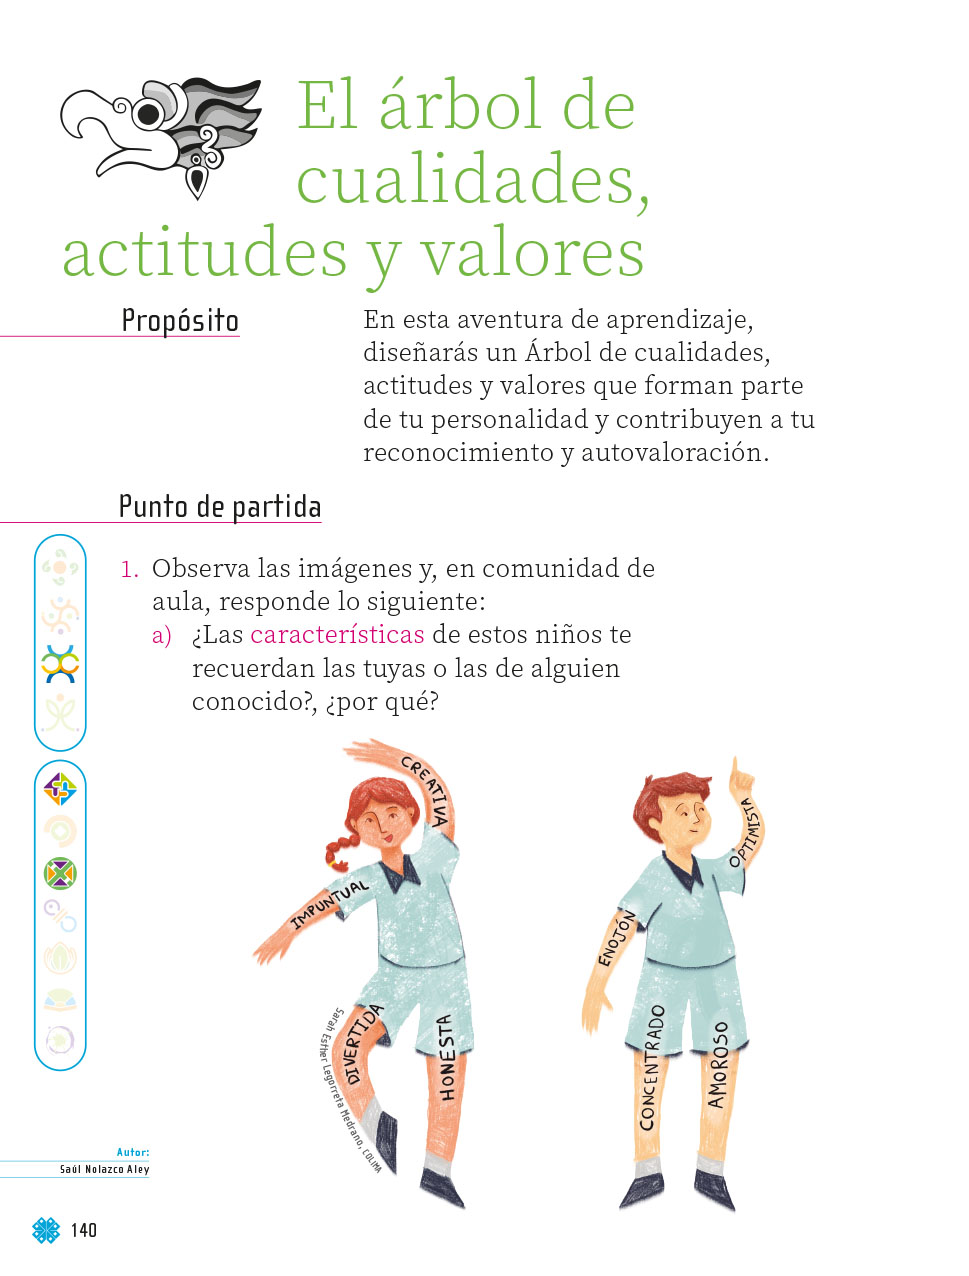 El árbol de
cualidades,
actitudes y valores
Propósito
En esta aventura de aprendizaje,
diseñarás un Árbol de cualidades,
actitudes y valores que forman parte
de tu personalidad y contribuyen a tu
reconocimiento y autovaloración.
Punto de partida
1. Observa las imágenes y, en comunidad de
aula, responde lo siguiente:
a) ¿Las características de estos niños te
recuerdan las tuyas o las de alguien
conocido?, ¿por qué?
CREATIVA
IMPUNTUAL
DIVERTIDA
HONESTA
OPTIMISTA
ENOJÓN
CONCENTRADO
AMOROSO
Sarah Esther Legorreta Medrano, COLIMA
Autor:
Saúl Nolazco Aley
140